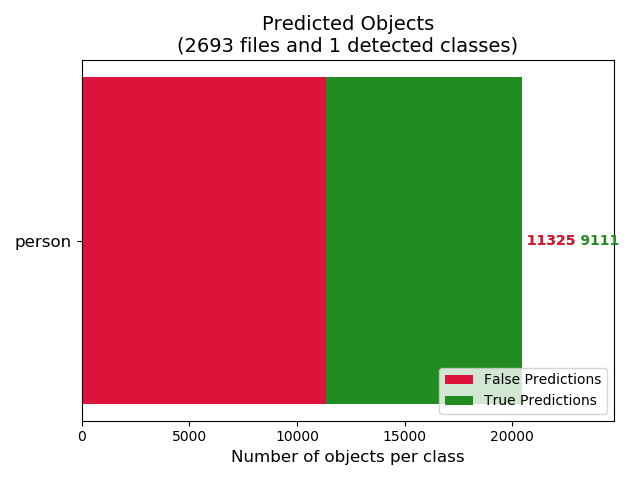 Predicted Objects
(2693 files and 1 detected classes)
person
11325 9111
False Predictions
True Predictions
0 5000 10000 15000 20000
Number of objects per class